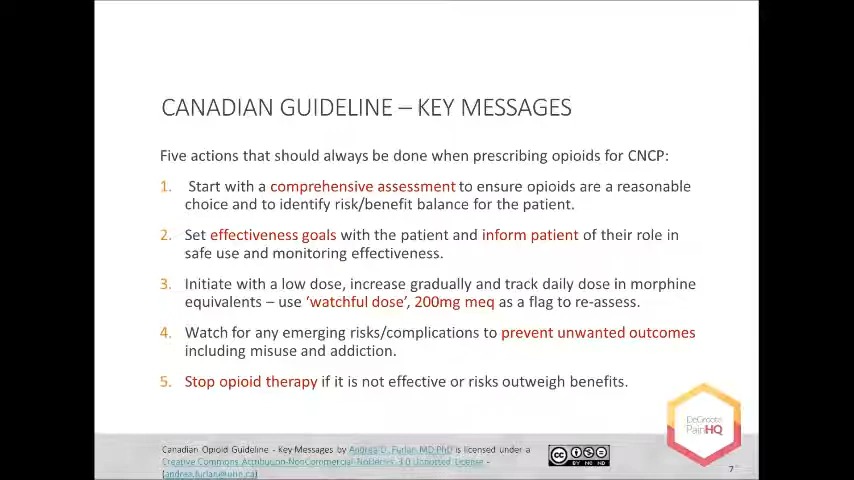 CANADIAN GUIDELINE – KEY MESSAGES
Five actions that should always be done when prescribing opioids for CNCP:
1. Start with a comprehensive assessment to ensure opioids are a reasonable
choice and to identify risk/benefit balance for the patient.
2. Set effectiveness goals with the patient and inform patient of their role in
safe use and monitoring effectiveness.
3. Initiate with a low dose, increase gradually and track daily dose in morphine
equivalents – use 'watchful dose', 200mg meq as a flag to re-assess.
4. Watch for any emerging risks/complications to prevent unwanted outcomes
including misuse and addiction.
5. Stop opioid therapy if it is not effective or risks outweigh benefits.
DeGroote
PainHQ
Canadian Opioid Guideline - Key Messages by Andrea D. Furlan MD PhD is licensed under a
Creative Commons Attribution-NonCommercial-NoDerivs 3.0 Unported License -
[andrea.furlan@uhn.ca]
cc
BY NC ND
7